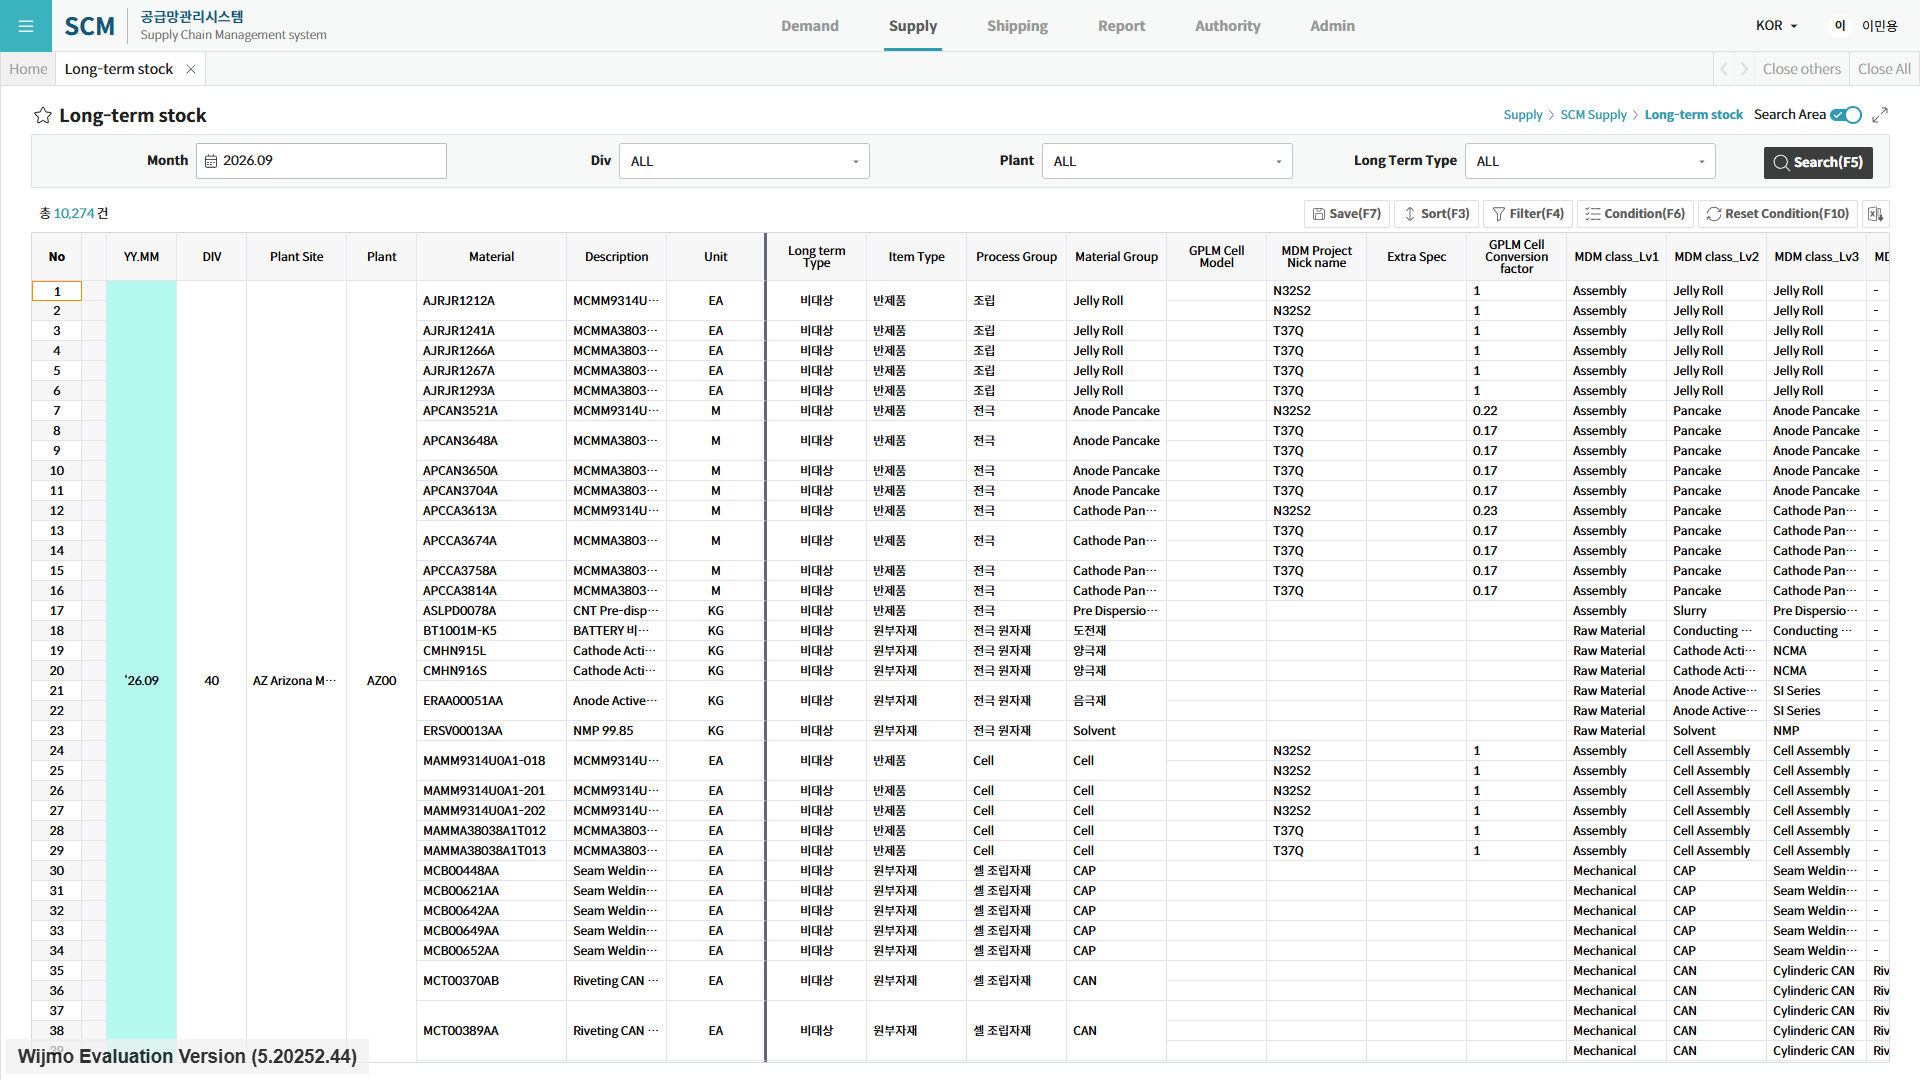 SCM
공급망관리시스템
Supply Chain Management system
Demand Supply Shipping Report Authority Admin
KOR 이 이민용
Home Long-term stock Close others Close All
Long-term stock
Supply > SCM Supply > Long-term stock Search Area
Month 2026.09 Div ALL Plant ALL Long Term Type ALL Search(F5)
총 10,274 건
Save(F7) Sort(F3) Filter(F4) Condition(F6) Reset Condition(F10)
No YY.MM DIV Plant Site Plant Material Description Unit Long term Type Item Type Process Group Material Group GPLM Cell Model MDM Project Nick name Extra Spec GPLM Cell Conversion factor MDM class_Lv1 MDM class_Lv2 MDM class_Lv3 MD
'26.09 40 AZ Arizona M··· AZ00
1 AJRJR1212A MCMM9314U··· EA 비대상 반제품 조립 Jelly Roll N32S2 1 Assembly Jelly Roll Jelly Roll -
2 N32S2 1 Assembly Jelly Roll Jelly Roll -
3 AJRJR1241A MCMMA3803··· EA 비대상 반제품 조립 Jelly Roll T37Q 1 Assembly Jelly Roll Jelly Roll -
4 AJRJR1266A MCMMA3803··· EA 비대상 반제품 조립 Jelly Roll T37Q 1 Assembly Jelly Roll Jelly Roll -
5 AJRJR1267A MCMMA3803··· EA 비대상 반제품 조립 Jelly Roll T37Q 1 Assembly Jelly Roll Jelly Roll -
6 AJRJR1293A MCMMA3803··· EA 비대상 반제품 조립 Jelly Roll T37Q 1 Assembly Jelly Roll Jelly Roll -
7 APCAN3521A MCMM9314U··· M 비대상 반제품 전극 Anode Pancake N32S2 0.22 Assembly Pancake Anode Pancake -
8 APCAN3648A MCMMA3803··· M 비대상 반제품 전극 Anode Pancake T37Q 0.17 Assembly Pancake Anode Pancake -
9 T37Q 0.17 Assembly Pancake Anode Pancake -
10 APCAN3650A MCMMA3803··· M 비대상 반제품 전극 Anode Pancake T37Q 0.17 Assembly Pancake Anode Pancake -
11 APCAN3704A MCMMA3803··· M 비대상 반제품 전극 Anode Pancake T37Q 0.17 Assembly Pancake Anode Pancake -
12 APCCA3613A MCMM9314U··· M 비대상 반제품 전극 Cathode Pan··· N32S2 0.23 Assembly Pancake Cathode Pan··· -
13 APCCA3674A MCMMA3803··· M 비대상 반제품 전극 Cathode Pan··· T37Q 0.17 Assembly Pancake Cathode Pan··· -
14 T37Q 0.17 Assembly Pancake Cathode Pan··· -
15 APCCA3758A MCMMA3803··· M 비대상 반제품 전극 Cathode Pan··· T37Q 0.17 Assembly Pancake Cathode Pan··· -
16 APCCA3814A MCMMA3803··· M 비대상 반제품 전극 Cathode Pan··· T37Q 0.17 Assembly Pancake Cathode Pan··· -
17 ASLPD0078A CNT Pre-disp··· KG 비대상 반제품 전극 Pre Dispersio··· Assembly Slurry Pre Dispersio··· -
18 BT1001M-K5 BATTERY 비··· KG 비대상 원부자재 전극 원자재 도전재 Raw Material Conducting ··· Conducting ··· -
19 CMHN915L Cathode Acti··· KG 비대상 원부자재 전극 원자재 양극재 Raw Material Cathode Acti··· NCMA -
20 CMHN916S Cathode Acti··· KG 비대상 원부자재 전극 원자재 양극재 Raw Material Cathode Acti··· NCMA -
21 ERAA00051AA Anode Active··· KG 비대상 원부자재 전극 원자재 음극재 Raw Material Anode Active··· SI Series -
22 Raw Material Anode Active··· SI Series -
23 ERSV00013AA NMP 99.85 KG 비대상 원부자재 전극 원자재 Solvent Raw Material Solvent NMP -
24 MAMM9314U0A1-018 MCMM9314U··· EA 비대상 반제품 Cell Cell N32S2 1 Assembly Cell Assembly Cell Assembly -
25 N32S2 1 Assembly Cell Assembly Cell Assembly -
26 MAMM9314U0A1-201 MCMM9314U··· EA 비대상 반제품 Cell Cell N32S2 1 Assembly Cell Assembly Cell Assembly -
27 MAMM9314U0A1-202 MCMM9314U··· EA 비대상 반제품 Cell Cell N32S2 1 Assembly Cell Assembly Cell Assembly -
28 MAMMA38038A1T012 MCMMA3803··· EA 비대상 반제품 Cell Cell T37Q 1 Assembly Cell Assembly Cell Assembly -
29 MAMMA38038A1T013 MCMMA3803··· EA 비대상 반제품 Cell Cell T37Q 1 Assembly Cell Assembly Cell Assembly -
30 MCB00448AA Seam Weldin··· EA 비대상 원부자재 셀 조립자재 CAP Mechanical CAP Seam Weldin··· -
31 MCB00621AA Seam Weldin··· EA 비대상 원부자재 셀 조립자재 CAP Mechanical CAP Seam Weldin··· -
32 MCB00642AA Seam Weldin··· EA 비대상 원부자재 셀 조립자재 CAP Mechanical CAP Seam Weldin··· -
33 MCB00649AA Seam Weldin··· EA 비대상 원부자재 셀 조립자재 CAP Mechanical CAP Seam Weldin··· -
34 MCB00652AA Seam Weldin··· EA 비대상 원부자재 셀 조립자재 CAP Mechanical CAP Seam Weldin··· -
35 MCT00370AB Riveting CAN ··· EA 비대상 원부자재 셀 조립자재 CAN Mechanical CAN Cylinderic CAN Riv
36 Mechanical CAN Cylinderic CAN Riv
37 Mechanical CAN Cylinderic CAN Riv
38 MCT00389AA Riveting CAN ··· EA 비대상 원부자재 셀 조립자재 CAN Mechanical CAN Cylinderic CAN Riv
39 Mechanical CAN Cylinderic CAN Riv
Wijmo Evaluation Version (5.20252.44)